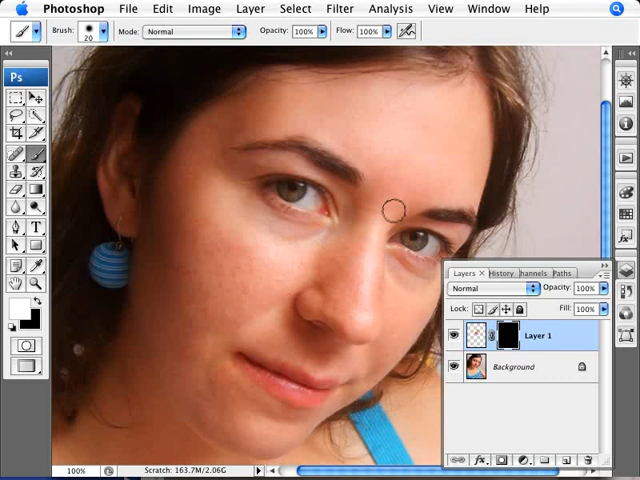 Photoshop File Edit Image Layer Select Filter Analysis View Window Help
Brush: 20 Mode: Normal Opacity: 100% Flow: 100%
Ps
Layers × History hannels Paths
Normal Opacity: 100%
Lock: Fill: 100%
Layer 1
Background
T
fx
100% Scratch: 163.7M/2.06G